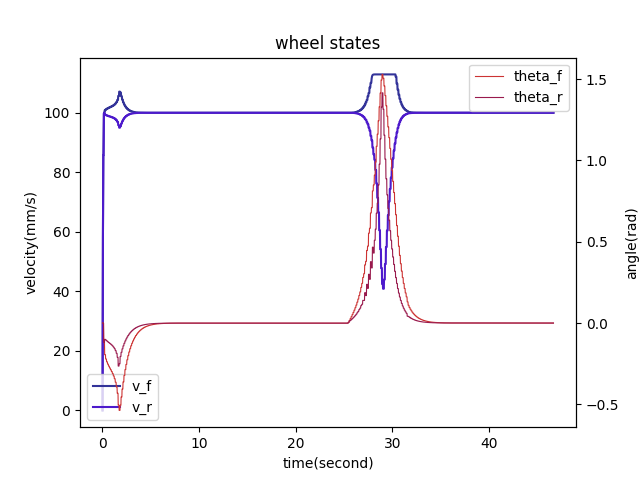 wheel states
theta_f
theta_r
v_f
v_r
velocity(mm/s)
0
20
40
60
80
100
angle(rad)
1.5
1.0
0.5
0.0
−0.5
0
10
20
30
40
time(second)